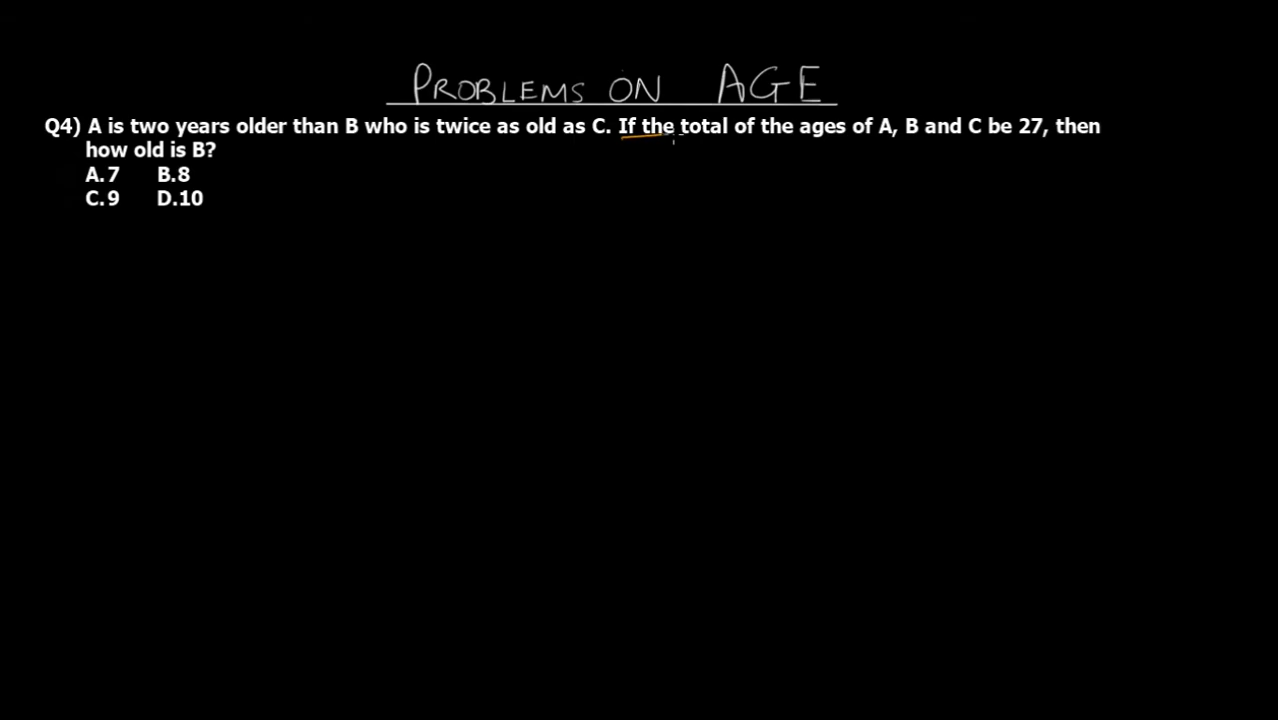 PROBLEMS ON AGE
Q4) A is two years older than B who is twice as old as C. If the total of the ages of A, B and C be 27, then
how old is B?
A.7 B.8
C.9 D.10